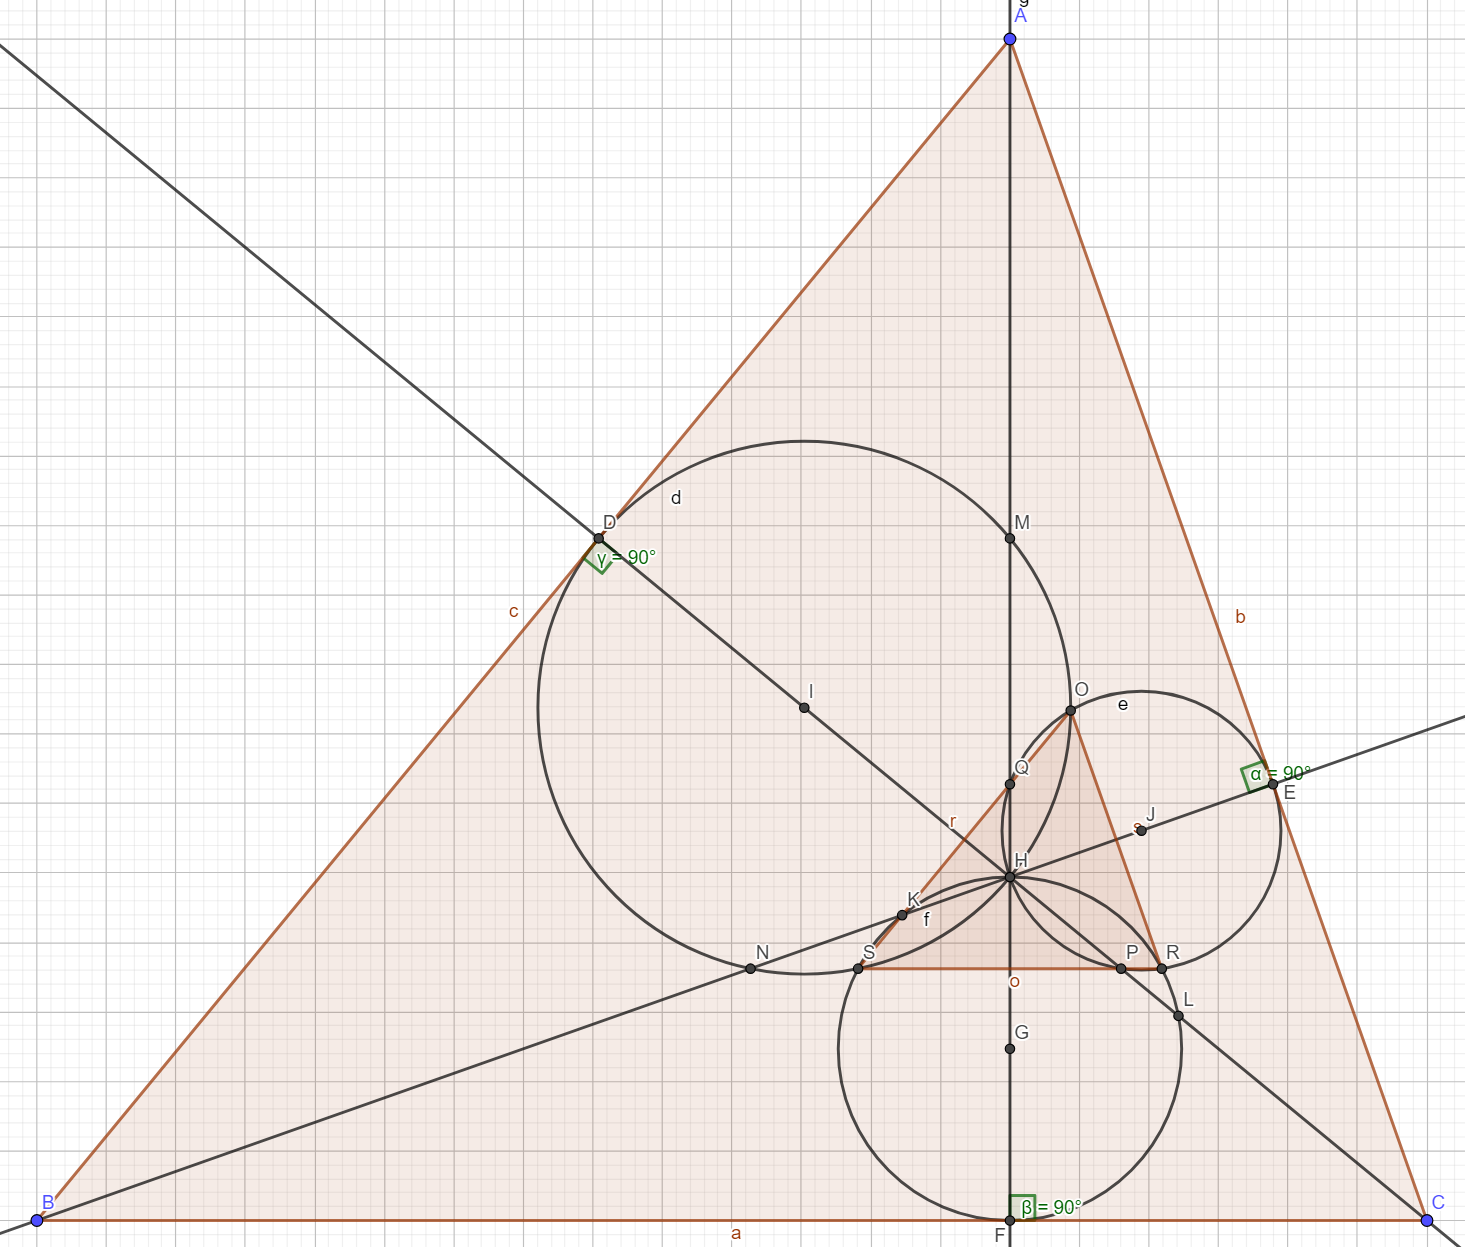 g
A
d
D
M
γ = 90°
c
b
I
O
e
Q
α = 90°
E
r
J
s
H
K
f
S
P
R
N
o
L
G
B
β = 90°
C
a
F